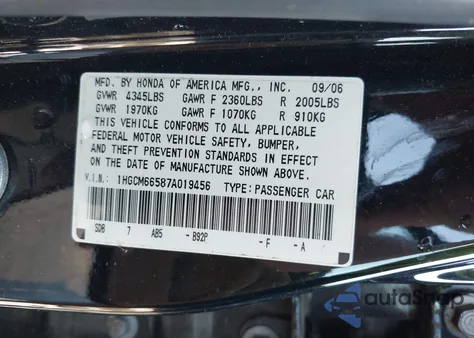 MFD. BY HONDA OF AMERICA MFG., INC. 09/06
GVWR 4345LBS GAWR F 2360LBS R 2005LBS
GVWR 1970KG GAWR F 1070KG R 910KG
THIS VEHICLE CONFORMS TO ALL APPLICABLE
FEDERAL MOTOR VEHICLE SAFETY, BUMPER,
AND THEFT PREVENTION STANDARDS IN EFFECT
ON THE DATE OF MANUFACTURE SHOWN ABOVE.
V.I.N: 1HGCM66587A019456 TYPE: PASSENGER CAR
SDB 7 AB5 - B92P - F - A
autoSnap